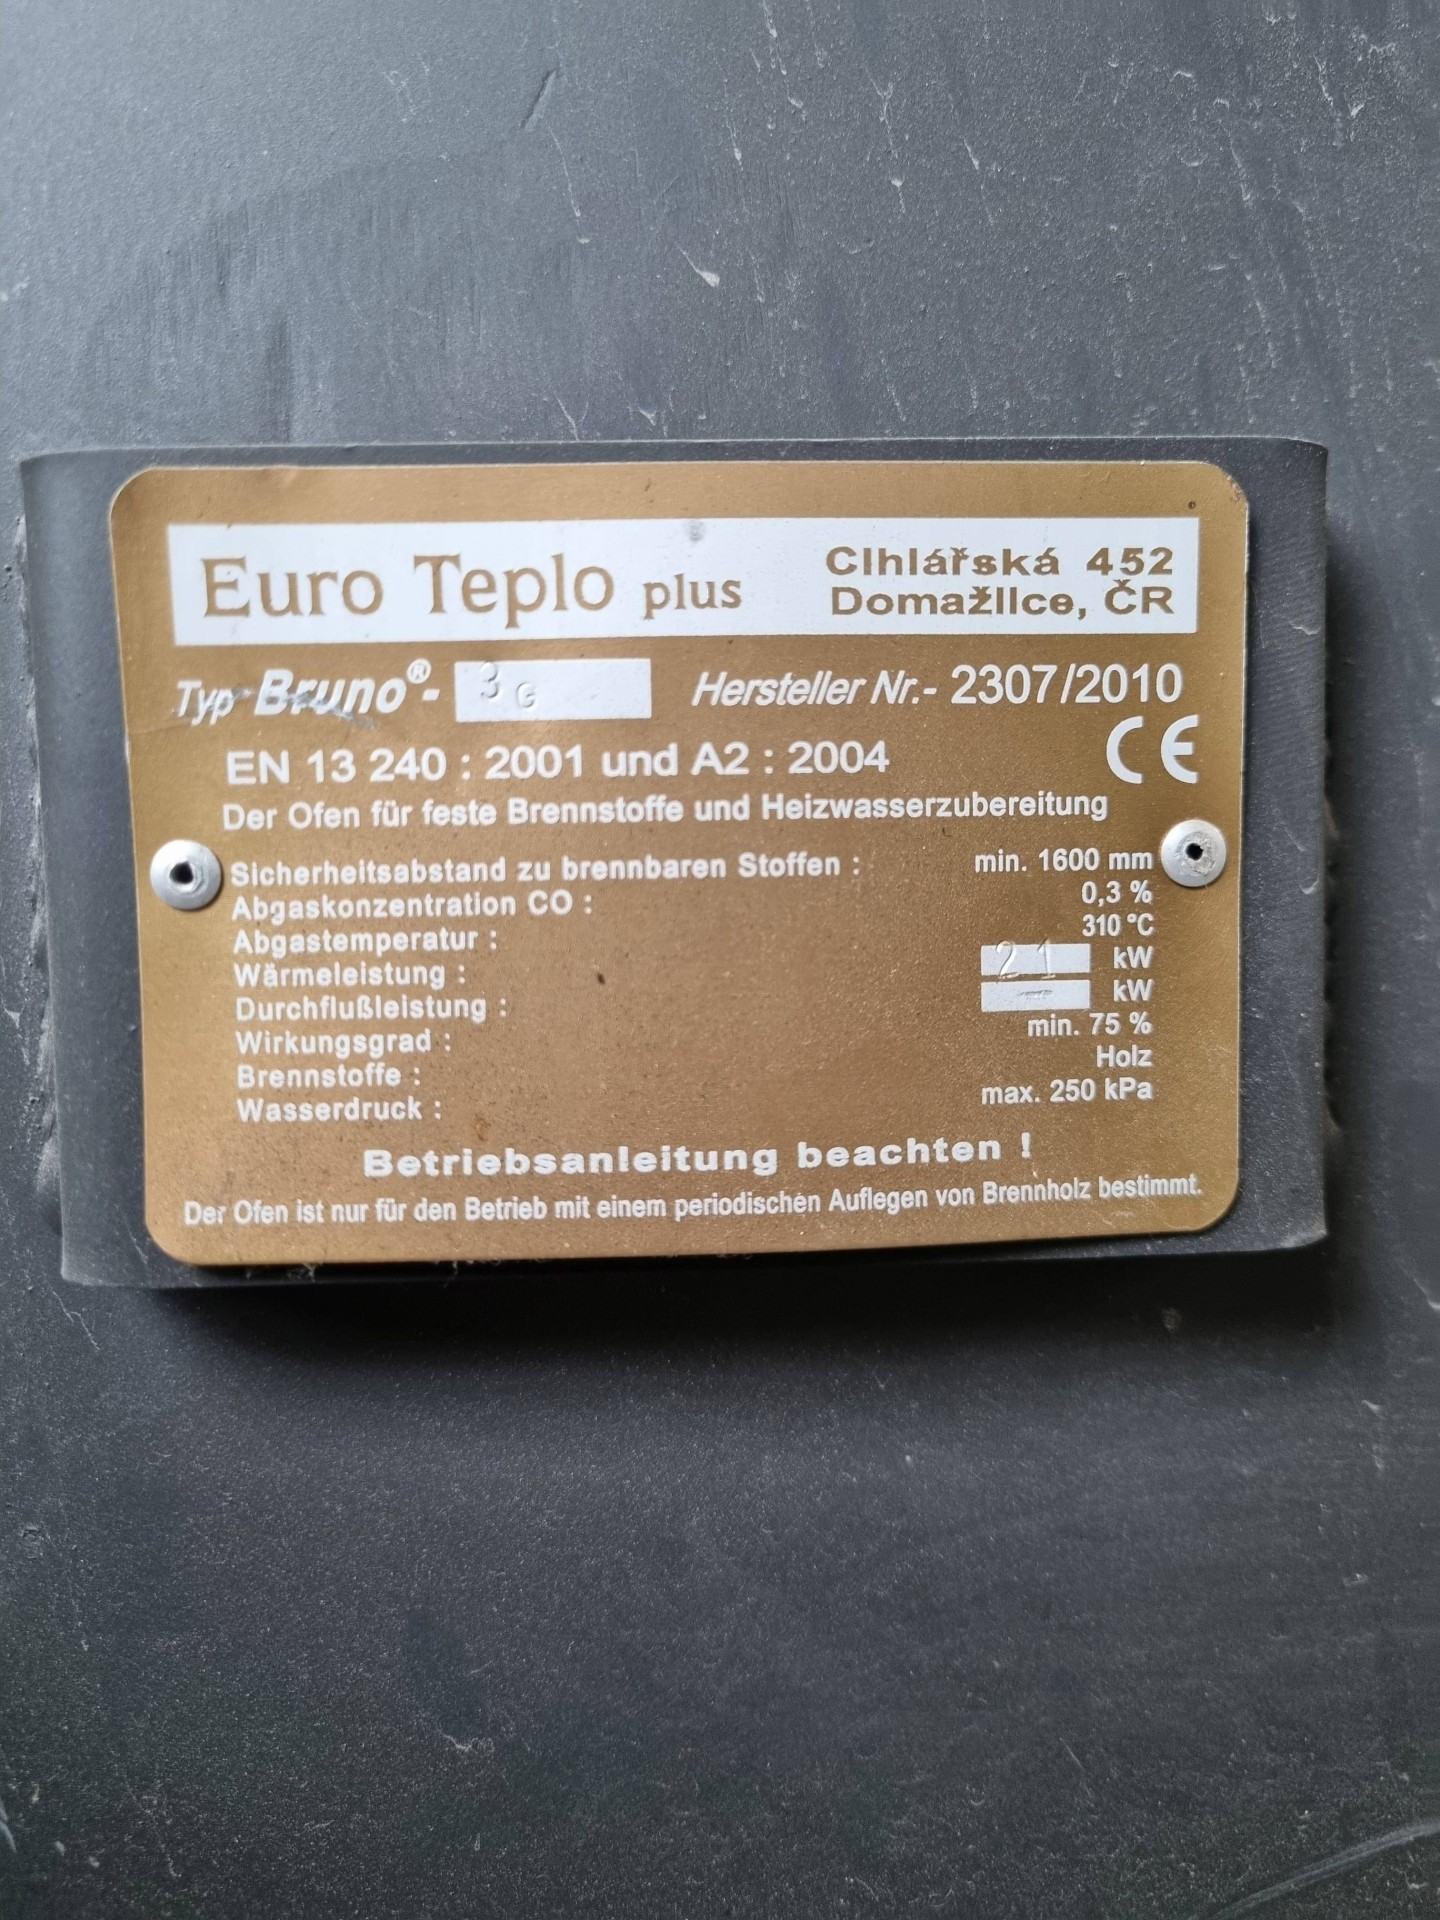 Euro Teplo plus
Cihlářská 452
Domažlice, ČR
Typ Bruno®- 3G
Hersteller Nr.- 2307/2010
EN 13 240 : 2001 und A2 : 2004 CE
Der Ofen für feste Brennstoffe und Heizwasserzubereitung
Sicherheitsabstand zu brennbaren Stoffen : min. 1600 mm
Abgaskonzentration CO : 0,3 %
Abgastemperatur : 310 °C
Wärmeleistung : 21 kW
Durchflußleistung : — kW
Wirkungsgrad : min. 75 %
Brennstoffe : Holz
Wasserdruck : max. 250 kPa
Betriebsanleitung beachten !
Der Ofen ist nur für den Betrieb mit einem periodischen Auflegen von Brennholz bestimmt.